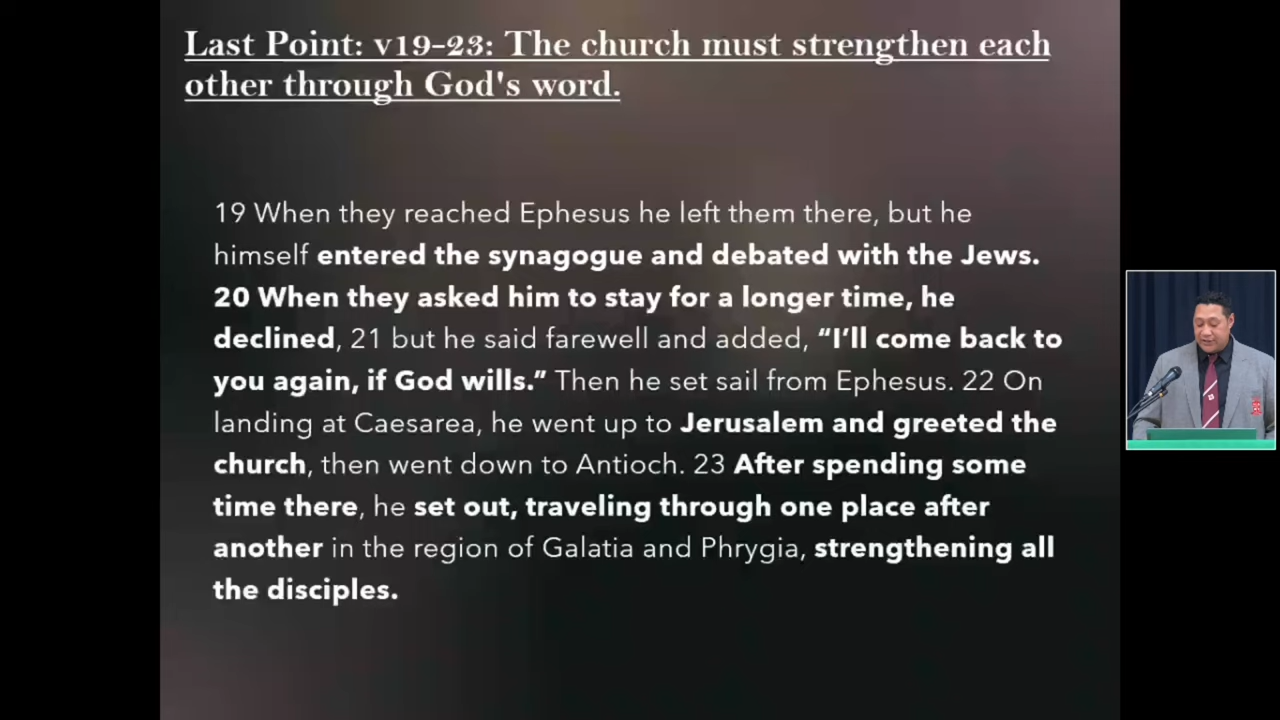 Last Point: v19-23: The church must strengthen each
other through God's word.
19 When they reached Ephesus he left them there, but he
himself entered the synagogue and debated with the Jews.
20 When they asked him to stay for a longer time, he
declined, 21 but he said farewell and added, “I’ll come back to
you again, if God wills.” Then he set sail from Ephesus. 22 On
landing at Caesarea, he went up to Jerusalem and greeted the
church, then went down to Antioch. 23 After spending some
time there, he set out, traveling through one place after
another in the region of Galatia and Phrygia, strengthening all
the disciples.